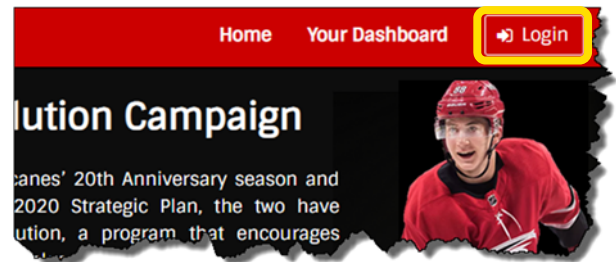 Home Your Dashboard Login
lution Campaign
canes' 20th Anniversary season and
2020 Strategic Plan, the two have
ution, a program that encourages
88